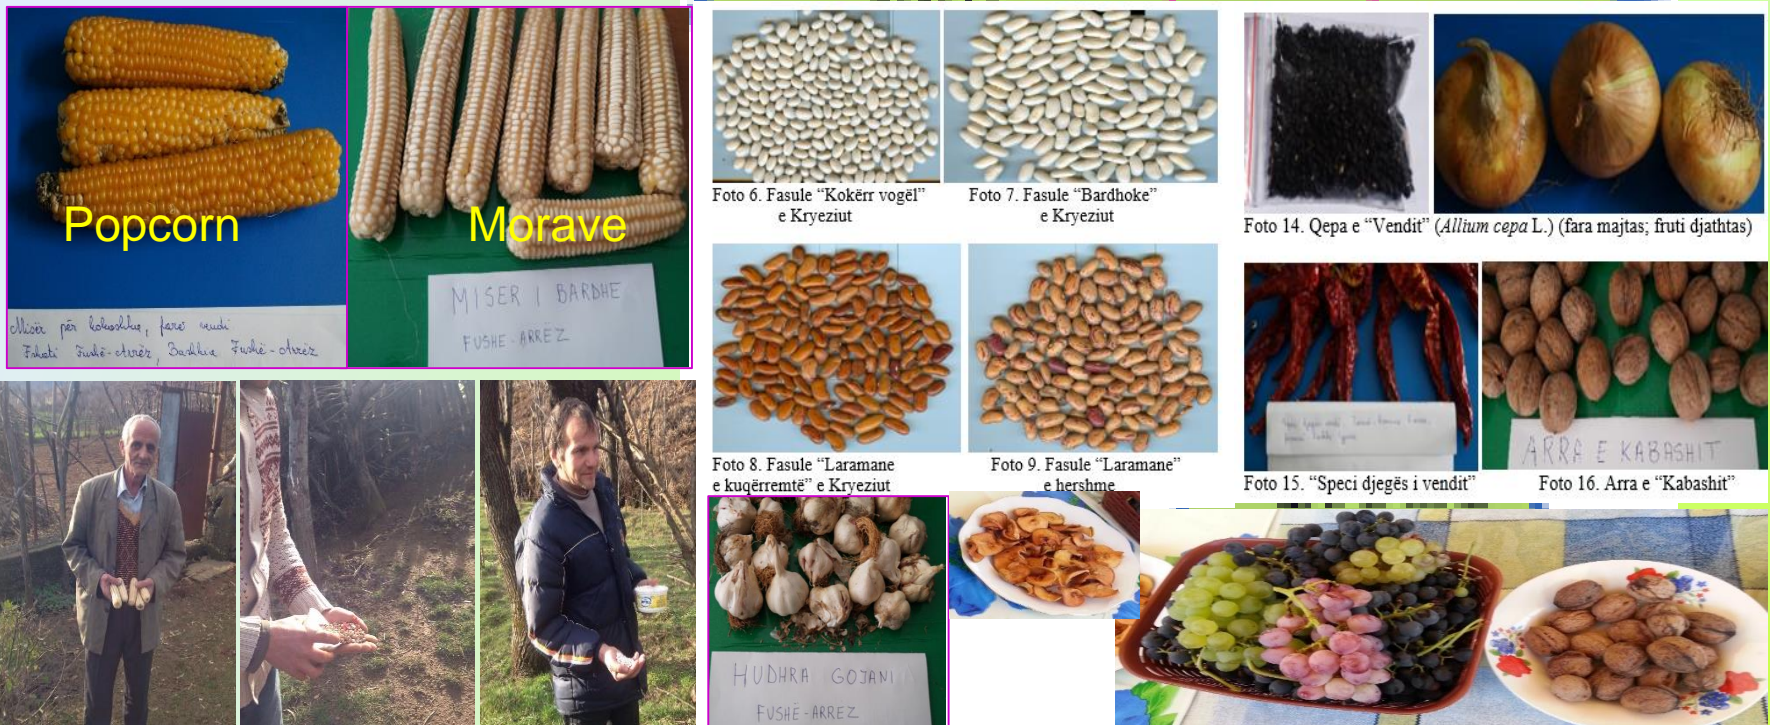 Popcorn
Misër për kokoshka, farë vendi
Fshati Fushë-Arrëz, Bashkia Fushë-Arrëz
Morave
MISER I BARDHE
FUSHE-ARREZ
Foto 6. Fasule “Kokërr vogël”
e Kryeziut
Foto 7. Fasule “Bardhoke”
e Kryeziut
Foto 8. Fasule “Laramane
e kuqërremtë” e Kryeziut
Foto 9. Fasule “Laramane”
e hershme
HUDHRA GOJANI
FUSHË-ARREZ
Foto 14. Qepa e “Vendit” (Allium cepa L.) (fara majtas; fruti djathtas)
Foto 15. “Speci djegës i vendit”
ARRA E KABASHIT
Foto 16. Arra e “Kabashit”